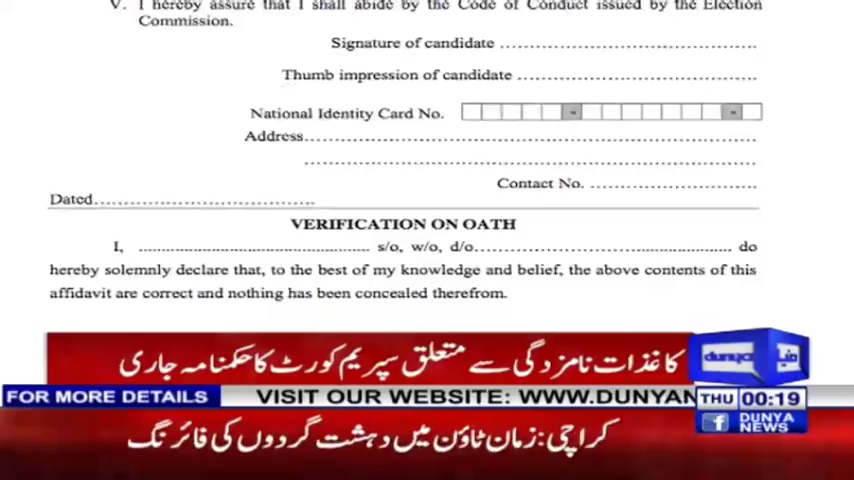 V. I hereby assure that I shall abide by the Code of Conduct issued by the Election
Commission.
Signature of candidate ................................................
Thumb impression of candidate ............................................
National Identity Card No. - -
Address................................................................................
................................................................................
Contact No. ................................
Dated..........................................
VERIFICATION ON OATH
I, .......................................................... s/o, w/o, d/o................................................................ do
hereby solemnly declare that, to the best of my knowledge and belief, the above contents of this
affidavit are correct and nothing has been concealed therefrom.
کاغذات نامزدگی سے متعلق سپریم کورٹ کا حکمنامہ جاری
dunya دنیا
FOR MORE DETAILS VISIT OUR WEBSITE: WWW.DUNYAN
THU 00:19
f DUNYA NEWS
کراچی: زمان ٹاؤن میں دہشت گردوں کی فائرنگ